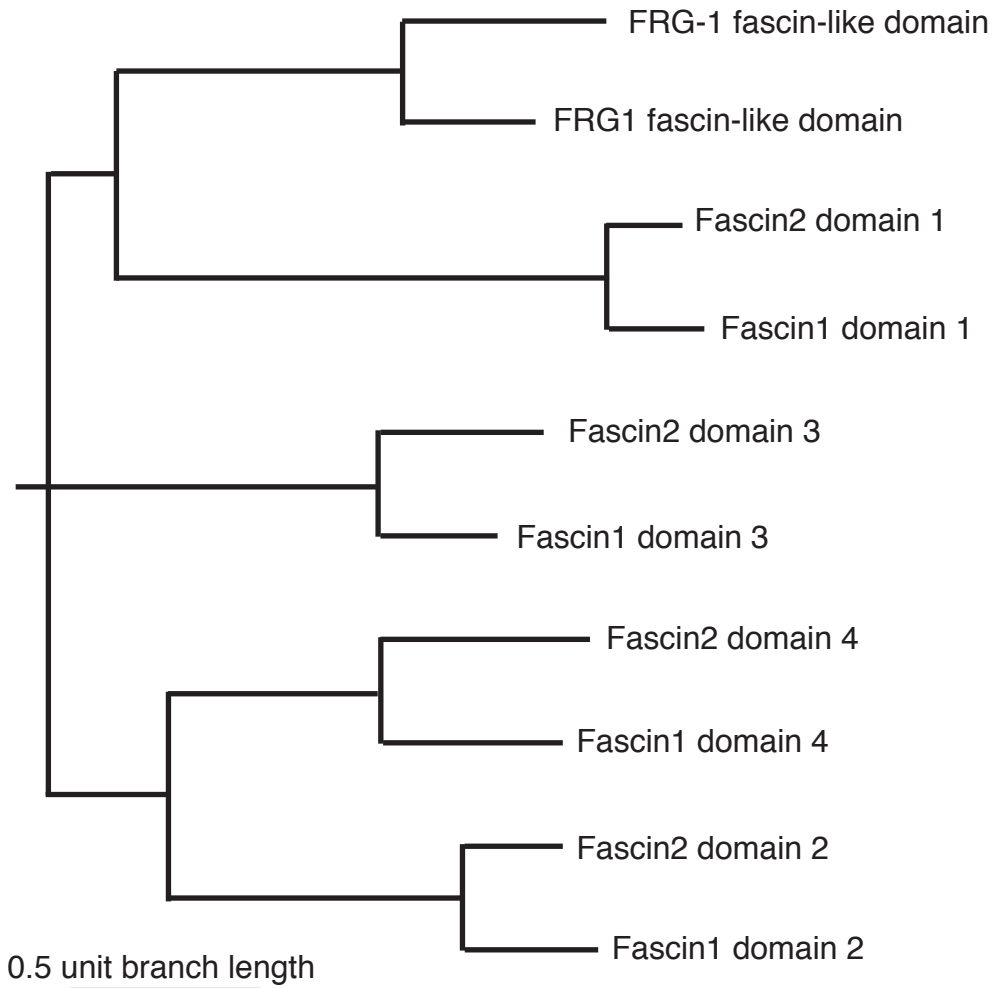 FRG-1 fascin-like domain
FRG1 fascin-like domain
Fascin2 domain 1
Fascin1 domain 1
Fascin2 domain 3
Fascin1 domain 3
Fascin2 domain 4
Fascin1 domain 4
Fascin2 domain 2
Fascin1 domain 2
0.5 unit branch length